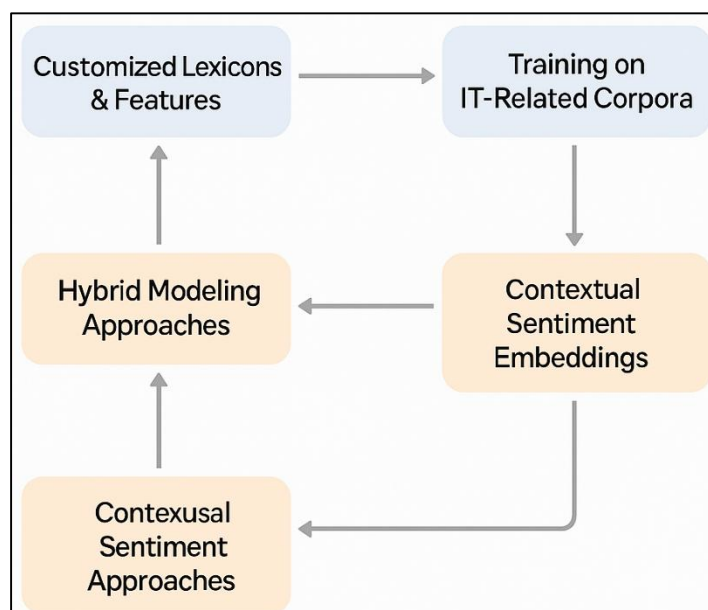 Customized Lexicons
& Features
Training on
IT-Related Corpora
Hybrid Modeling
Approaches
Contextual
Sentiment
Embeddings
Contexusal
Sentiment
Approaches